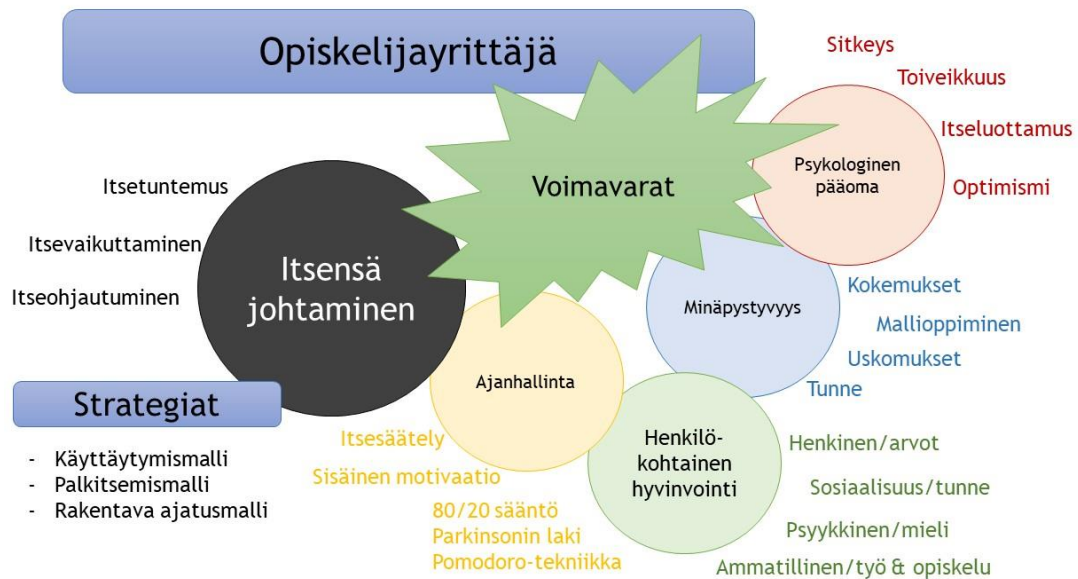 Opiskelijayrittäjä
Voimavarat
Itsensä
johtaminen
Itsetuntemus
Itsevaikuttaminen
Itseohjautuminen
Strategiat
- Käyttäytymismalli
- Palkitsemismalli
- Rakentava ajatusmalli
Ajanhallinta
Itsesäätely
Sisäinen motivaatio
80/20 sääntö
Parkinsonin laki
Pomodoro-tekniikka
Psykologinen
pääoma
Sitkeys
Toiveikkuus
Itseluottamus
Optimismi
Minäpystyvyys
Kokemukset
Mallioppiminen
Uskomukset
Tunne
Henkilö-
kohtainen
hyvinvointi
Henkinen/arvot
Sosiaalisuus/tunne
Psyykkinen/mieli
Ammatillinen/työ & opiskelu